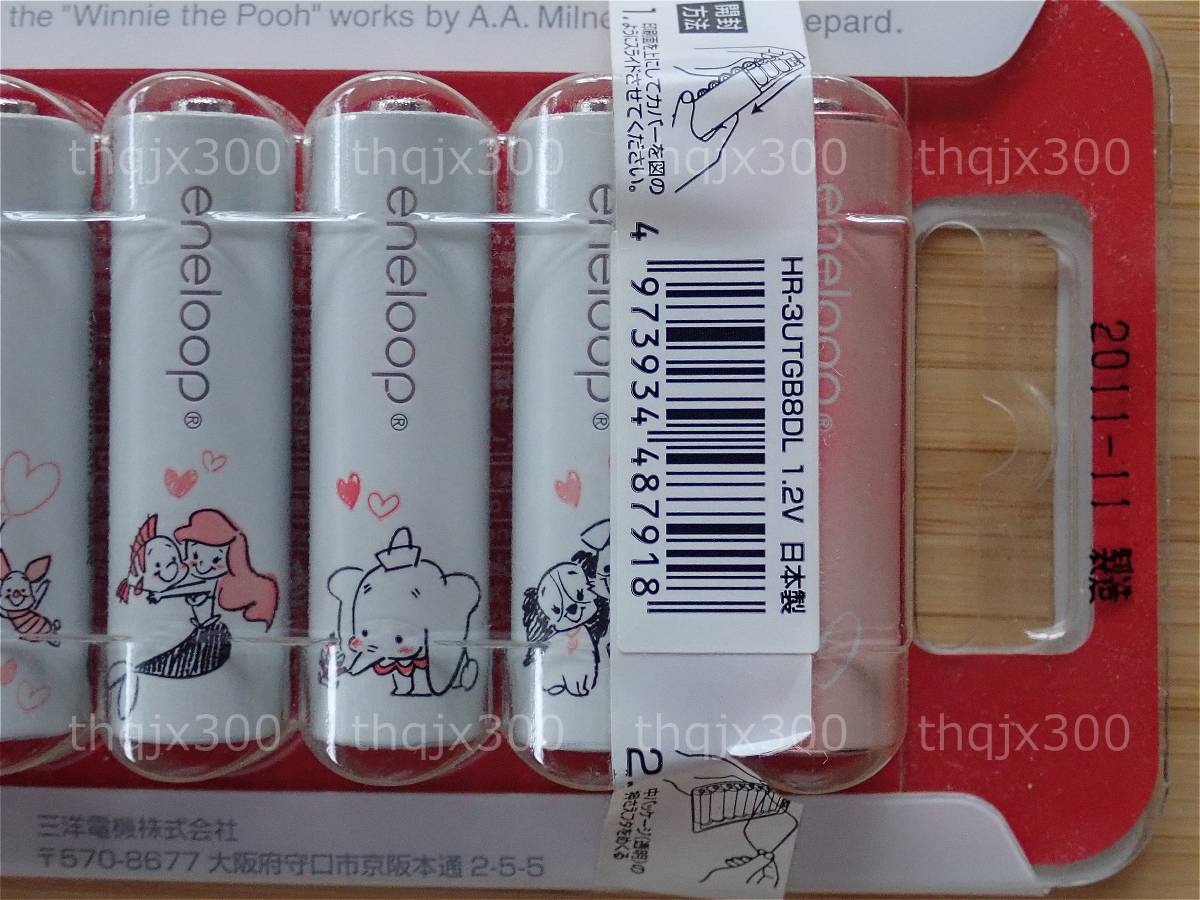 the "Winnie the Pooh" works by A.A. Milne
epard.
開封
方法
1.
印刷面を上にしてカバーを図の
ようにスライドさせてください。
thqjx300 thqjx300 thqjx300 thqjx300
eneloop®
eneloop®
eneloop®
eneloop®
HR-3UTGB8DL 1.2V 日本製
4 973934 487918
2011-11 製造
thqjx300 thqjx300 thqjx300 thqjx300
2.
三洋電機株式会社
〒570-8677 大阪府守口市京阪本通 2-5-5